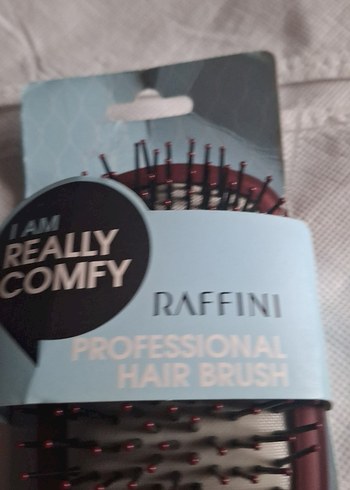 I AM
REALLY
COMFY
RAFFINI
PROFESSIONAL
HAIR BRUSH